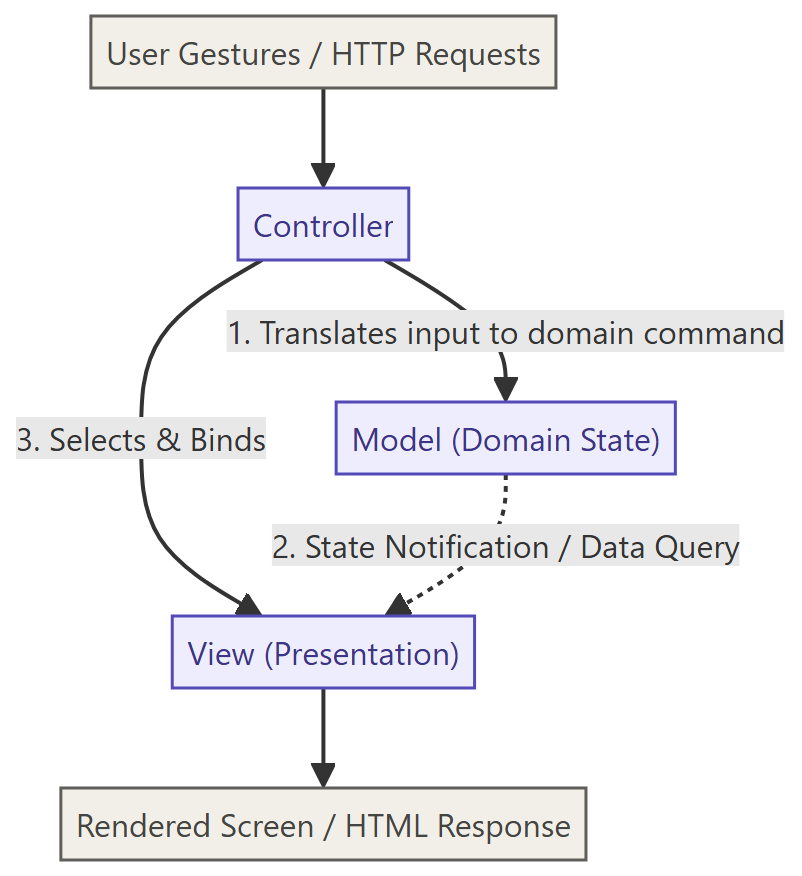 User Gestures / HTTP Requests
Controller
1. Translates input to domain command
3. Selects & Binds
Model (Domain State)
2. State Notification / Data Query
View (Presentation)
Rendered Screen / HTML Response